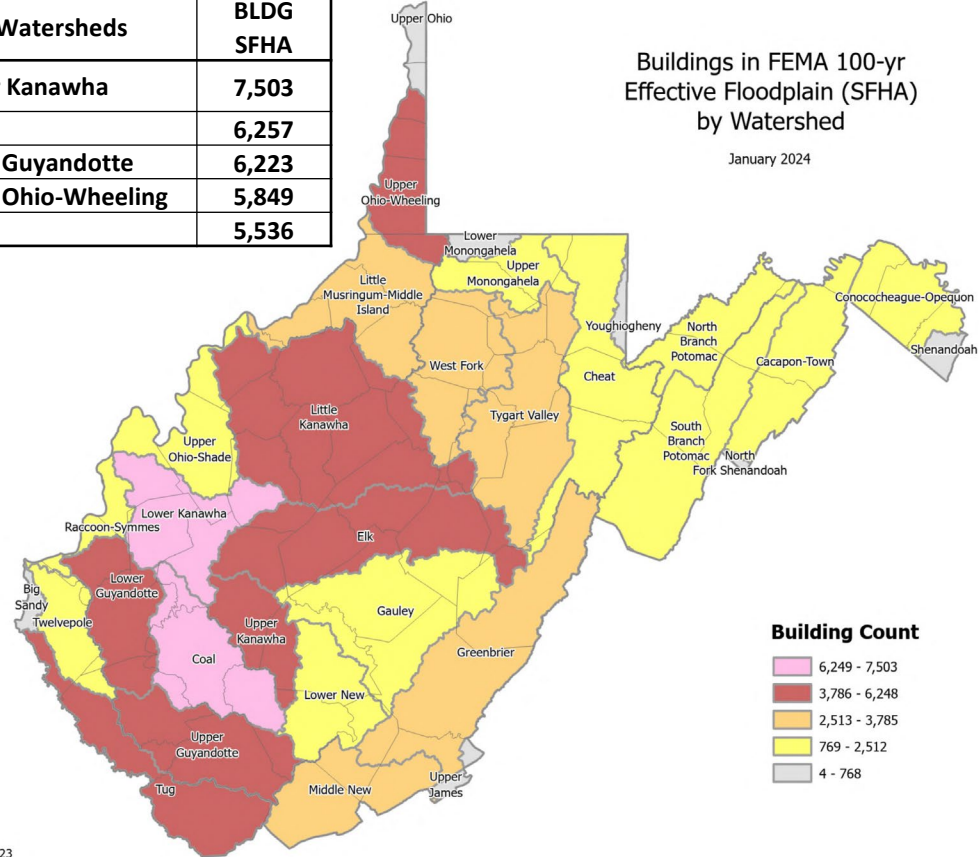 Watersheds
BLDG
SFHA
Kanawha
7,503
6,257
Guyandotte
6,223
Ohio-Wheeling
5,849
5,536
Buildings in FEMA 100-yr
Effective Floodplain (SFHA)
by Watershed
January 2024
Upper Ohio
Upper
Ohio-Wheeling
Lower
Monongahela
Upper
Monongahela
Little
Musringum-Middle
Island
Youghiogheny
North
Branch
Potomac
Conococheague-Opequon
Shenandoah
West Fork
Cheat
Cacapon-Town
Little
Kanawha
Tygart Valley
South
Branch
Potomac
North
Fork Shenandoah
Upper
Ohio-Shade
Lower Kanawha
Raccoon-Symmes
Elk
Lower
Guyandotte
Big
Sandy
Twelvepole
Upper
Kanawha
Gauley
Coal
Greenbrier
Lower New
Upper
Guyandotte
Tug
Middle New
Upper
James
Building Count
6,249 - 7,503
3,786 - 6,248
2,513 - 3,785
769 - 2,512
4 - 768
23